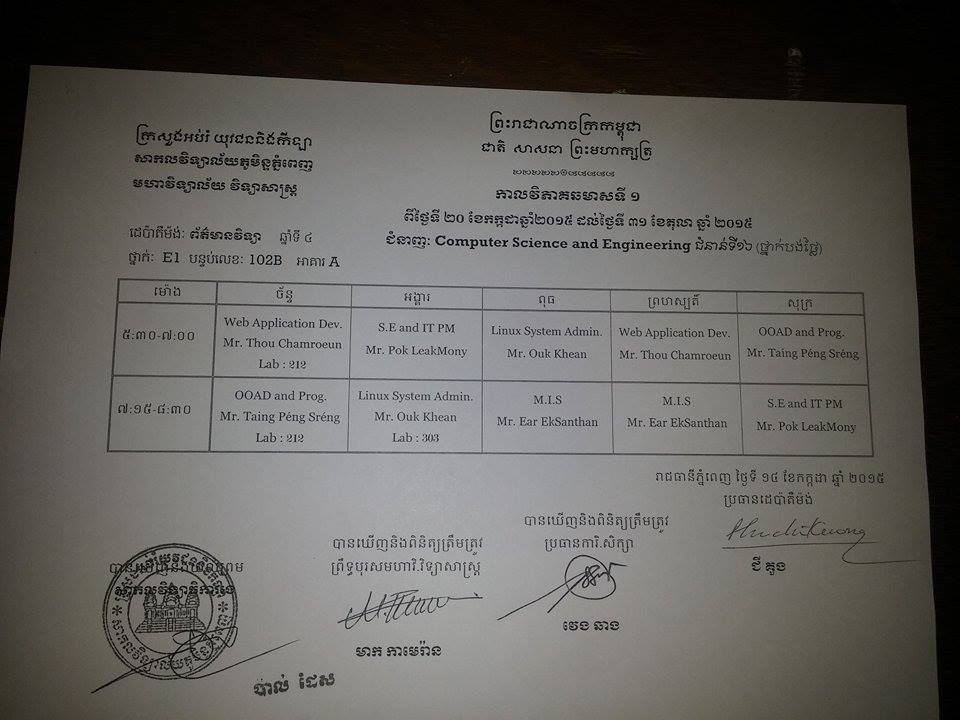 ក្រសួងអប់រំ យុវជននិងកីឡា
សាកលវិទ្យាល័យភូមិន្ទភ្នំពេញ
មហាវិទ្យាល័យ វិទ្យាសាស្ត្រ
ព្រះរាជាណាចក្រកម្ពុជា
ជាតិ សាសនា ព្រះមហាក្សត្រ
កាលវិភាគឆមាសទី ១
ពីថ្ងៃទី ២០ ខែកក្កដាឆ្នាំ២០១៥ ដល់ថ្ងៃទី ៣១ ខែតុលា ឆ្នាំ ២០១៥
ដេប៉ាតឺម៉ង់: ព័ត៌មានវិទ្យា ឆ្នាំទី ៤
ជំនាញ: Computer Science and Engineering ជំនាន់ទី១៦ (ថ្នាក់បង់ថ្លៃ)
ថ្នាក់: E1 បន្ទប់លេខ: 102B អាគារ A
ម៉ោង ច័ន្ទ អង្គារ ពុធ ព្រហស្បតិ៍ សុក្រ
៥:៣០-៧:០០
Web Application Dev.
Mr. Thou Chamroeun
Lab : 212
S.E and IT PM
Mr. Pok LeakMony
Linux System Admin.
Mr. Ouk Khean
Web Application Dev.
Mr. Thou Chamroeun
OOAD and Prog.
Mr. Taing Péng Sréng
៧:១៥-៨:៣០
OOAD and Prog.
Mr. Taing Péng Sréng
Lab : 212
Linux System Admin.
Mr. Ouk Khean
Lab : 303
M.I.S
Mr. Ear EkSanthan
M.I.S
Mr. Ear EkSanthan
S.E and IT PM
Mr. Pok LeakMony
រាជធានីភ្នំពេញ ថ្ងៃទី ១៤ ខែកក្កដា ឆ្នាំ ២០១៥
ប្រធានដេប៉ាតឺម៉ង់
ជី គួង
បានឃើញនិងពិនិត្យត្រឹមត្រូវ
ប្រធានការិ.សិក្សា
វេង ឆាង
បានឃើញនិងពិនិត្យត្រឹមត្រូវ
ព្រឹទ្ធបុរសមហាវិ.វិទ្យាសាស្ត្រ
មាក កាមេរ៉ាន
ប៉ាល់ ដែស